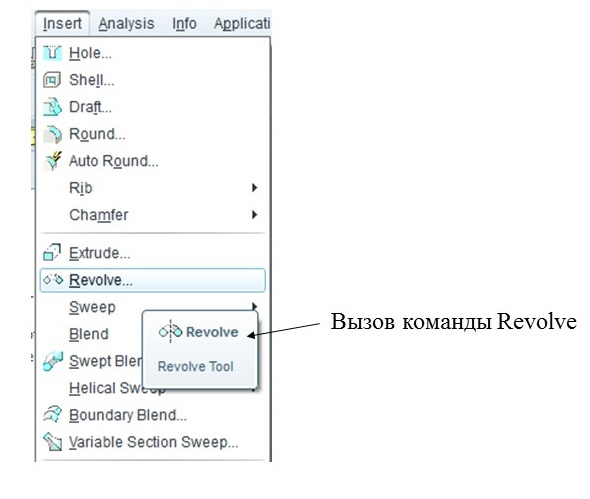 Insert Analysis Info Applicati
Hole...
Shell...
Draft...
Round...
Auto Round...
Rib
Chamfer
Extrude...
Revolve...
Sweep
Blend
Revolve
Вызов команды Revolve
Swept Blen
Revolve Tool
Helical Sweep
Boundary Blend...
Variable Section Sweep...